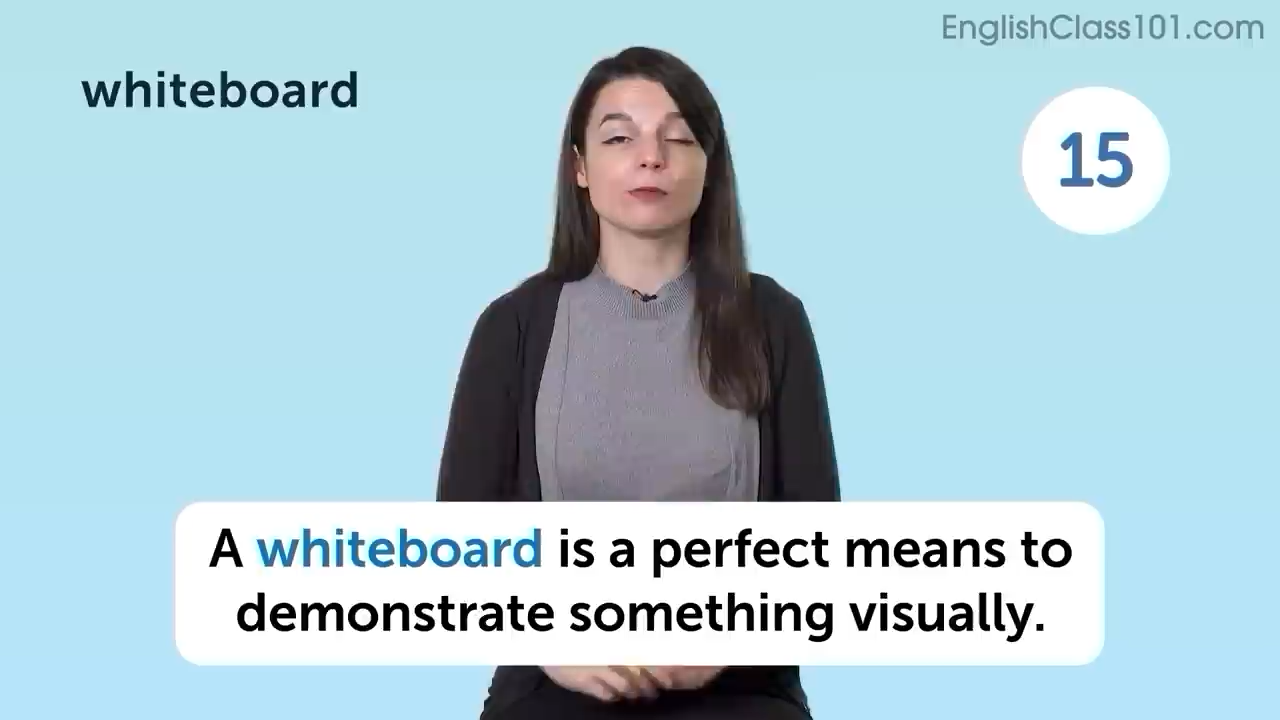 EnglishClass101.com
whiteboard
15
A whiteboard is a perfect means to
demonstrate something visually.